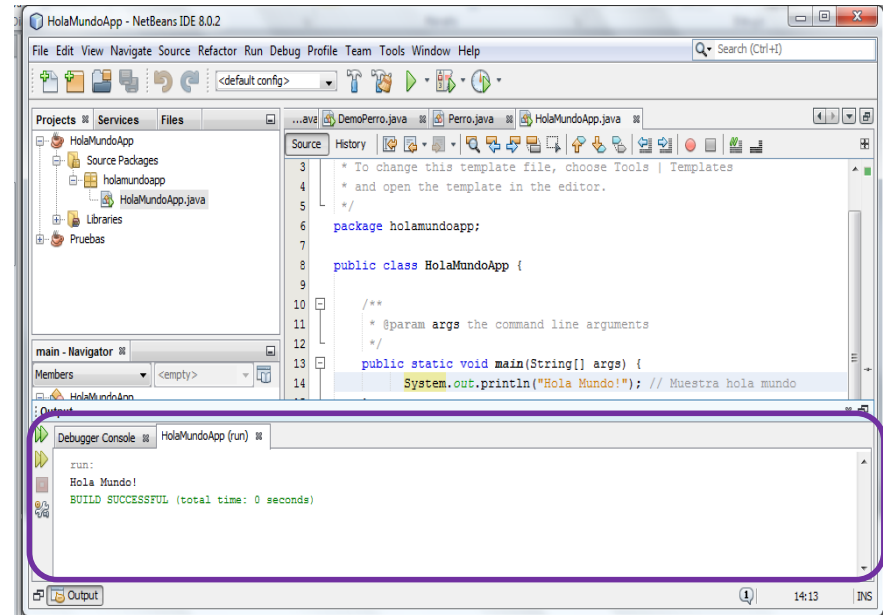 HolaMundoApp - NetBeans IDE 8.0.2
File Edit View Navigate Source Refactor Run Debug Profile Team Tools Window Help
Search (Ctrl+I)
<default config>
Projects Services Files
HolaMundoApp
Source Packages
holamundoapp
HolaMundoApp.java
Libraries
Pruebas
main - Navigator
Members <empty>
HolaMundoApp
...ava DemoPerro.java Perro.java HolaMundoApp.java
Source History
3 * To change this template file, choose Tools | Templates
4 * and open the template in the editor.
5 */
6 package holamundoapp;
7
8 public class HolaMundoApp {
9
10 /**
11 * @param args the command line arguments
12 */
13 public static void main(String[] args) {
14 System.out.println("Hola Mundo!"); // Muestra hola mundo
Output
Debugger Console HolaMundoApp (run)
run:
Hola Mundo!
BUILD SUCCESSFUL (total time: 0 seconds)
Output
1 14:13 INS